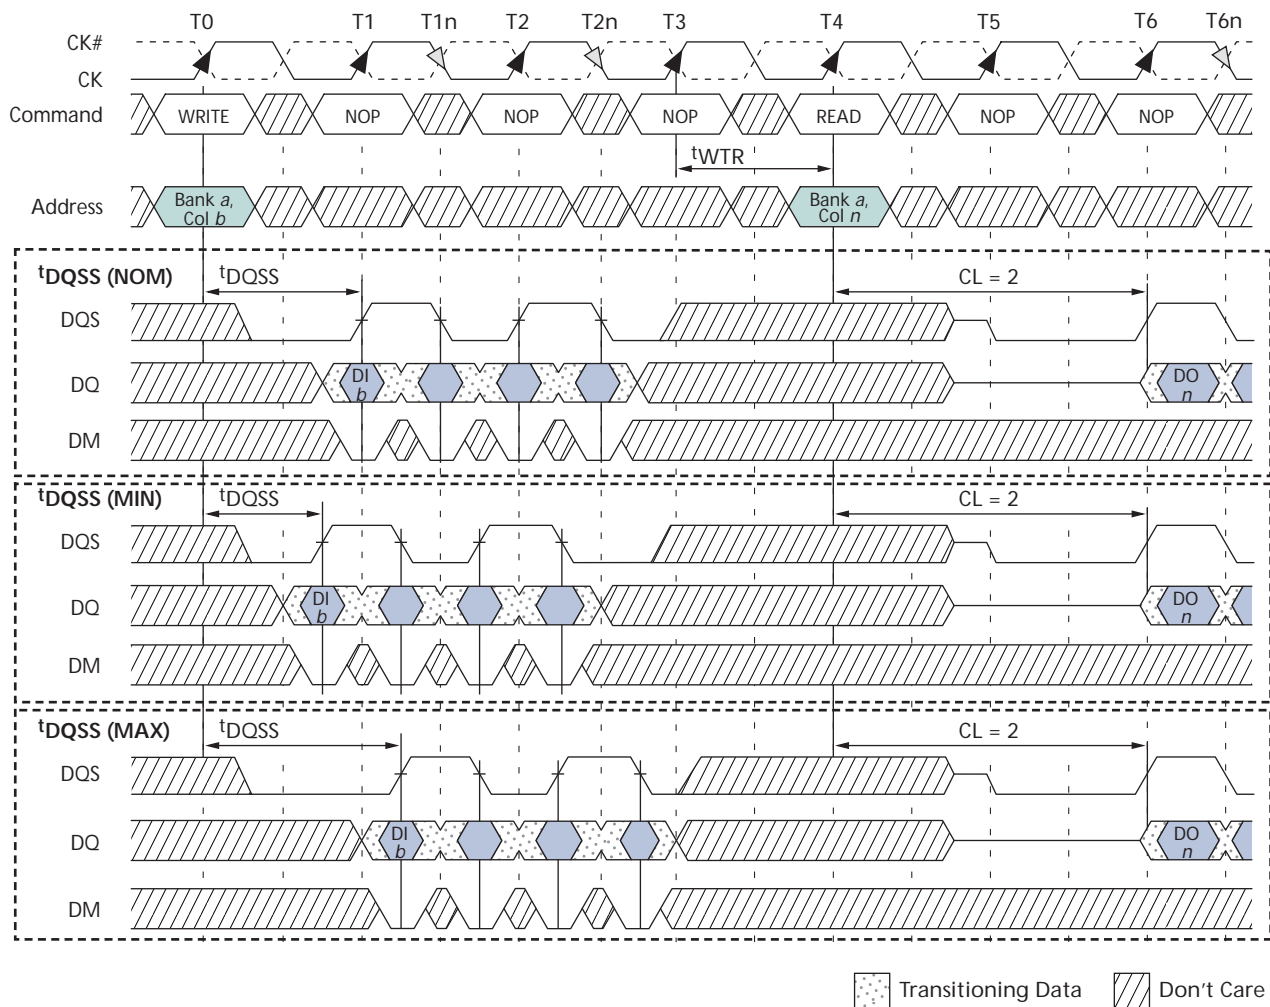 T0 T1 T1n T2 T2n T3 T4 T5 T6 T6n
CK#
CK
Command WRITE NOP NOP NOP READ NOP NOP
tWTR
Address Bank a, Col b Bank a, Col n
tDQSS (NOM) tDQSS CL = 2
DQS
DQ DI b DO n
DM
tDQSS (MIN) tDQSS CL = 2
DQS
DQ DI b DO n
DM
tDQSS (MAX) tDQSS CL = 2
DQS
DQ DI b DO n
DM
Transitioning Data Don't Care